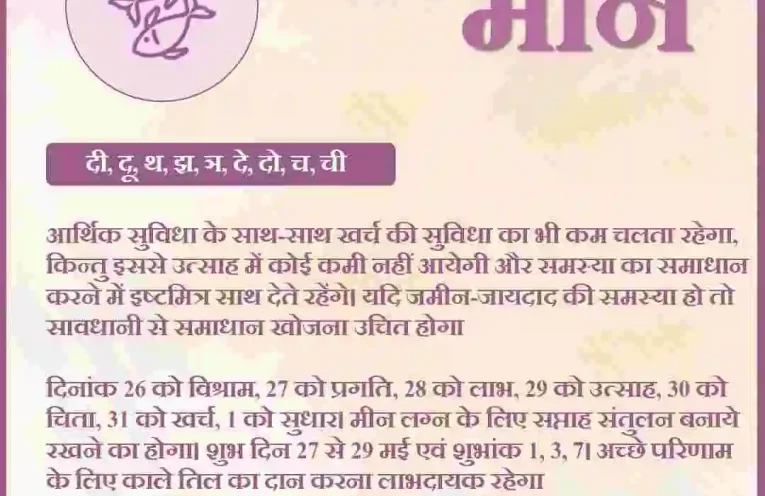 मीन
दी, दू, थ, झ, ञ, दे, दो, च, ची
आर्थिक सुविधा के साथ-साथ खर्च की सुविधा का भी कम चलता रहेगा,
किन्तु इससे उत्साह में कोई कमी नहीं आयेगी और समस्या का समाधान
करने में इष्टमित्र साथ देते रहेंगे। यदि जमीन-जायदाद की समस्या हो तो
सावधानी से समाधान खोजना उचित होगा
दिनांक 26 को विश्राम, 27 को प्रगति, 28 को लाभ, 29 को उत्साह, 30 को
चिता, 31 को खर्च, 1 को सुधार। मीन लग्न के लिए सप्ताह संतुलन बनाये
रखने का होगा। शुभ दिन 27 से 29 मई एवं शुभांक 1, 3, 7। अच्छे परिणाम
के लिए काले तिल का दान करना लाभदायक रहेगा